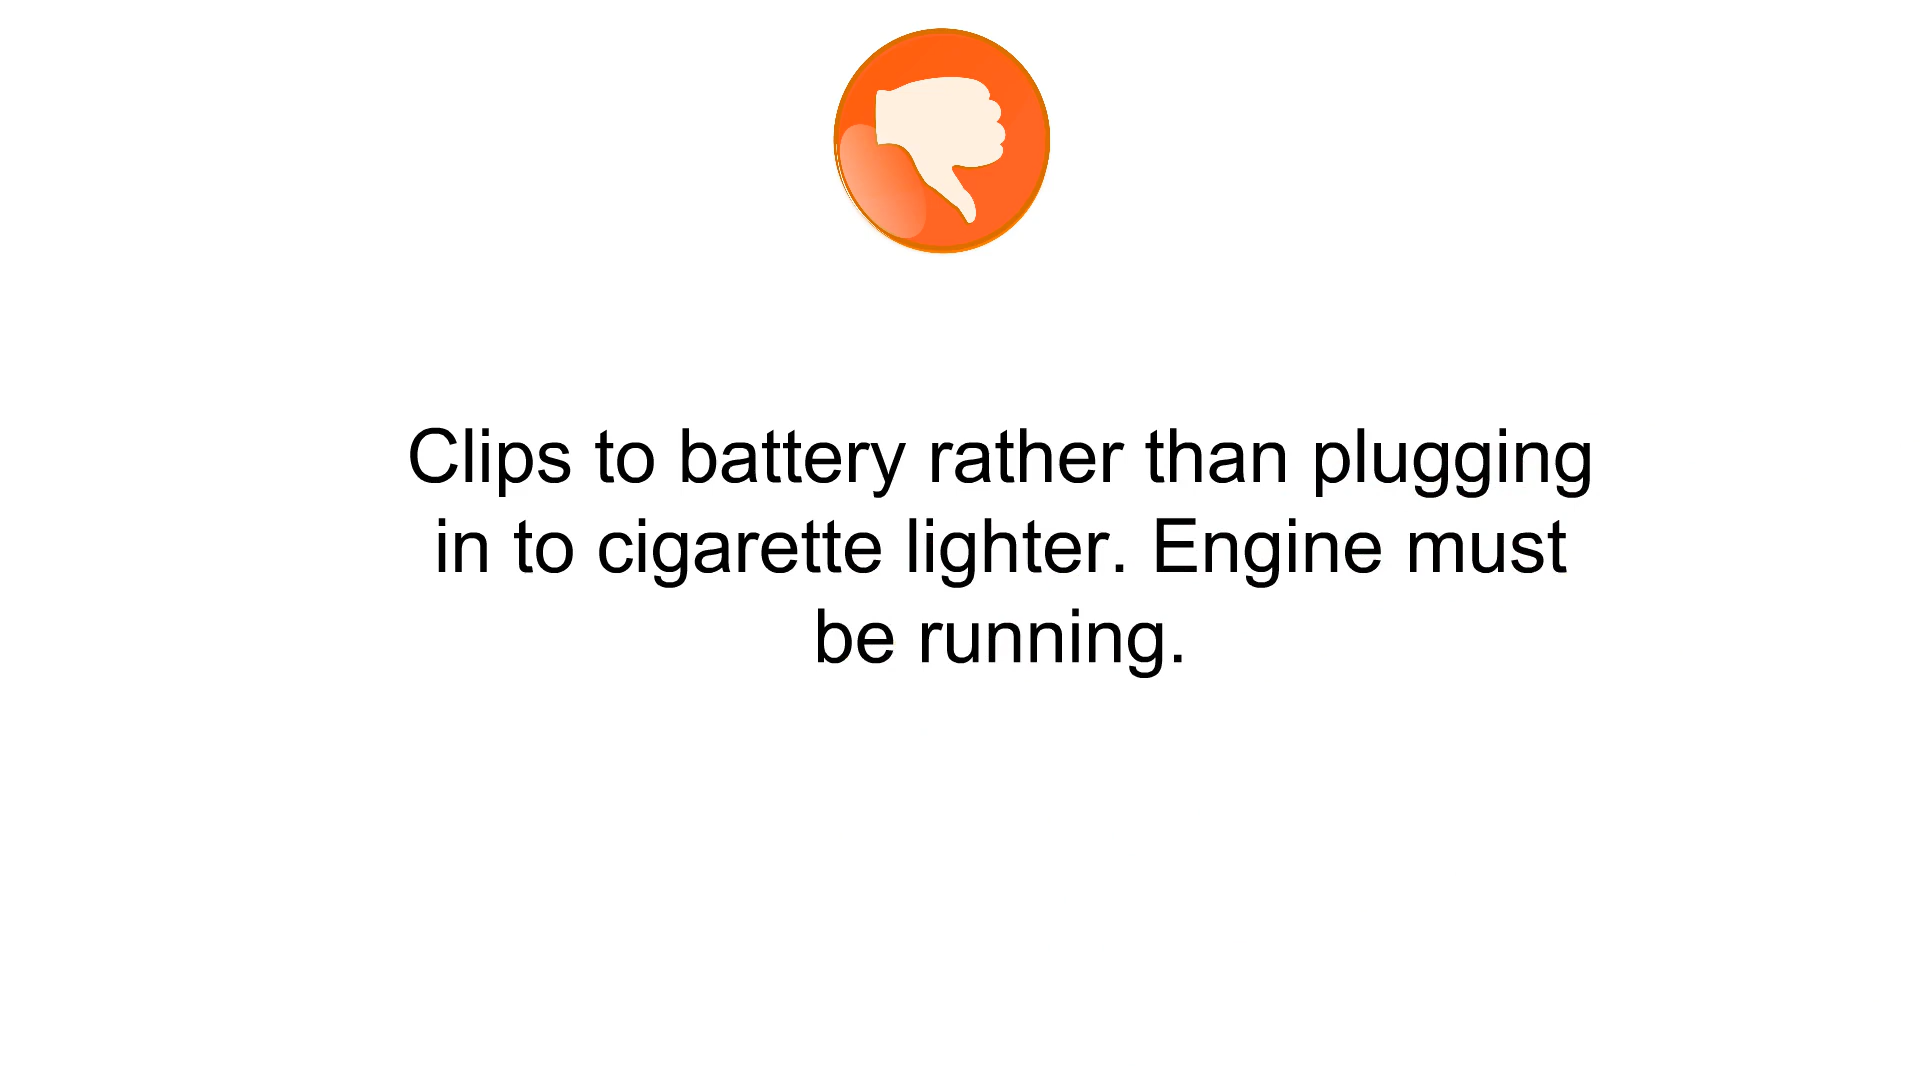 Clips to battery rather than plugging
in to cigarette lighter. Engine must
be running.